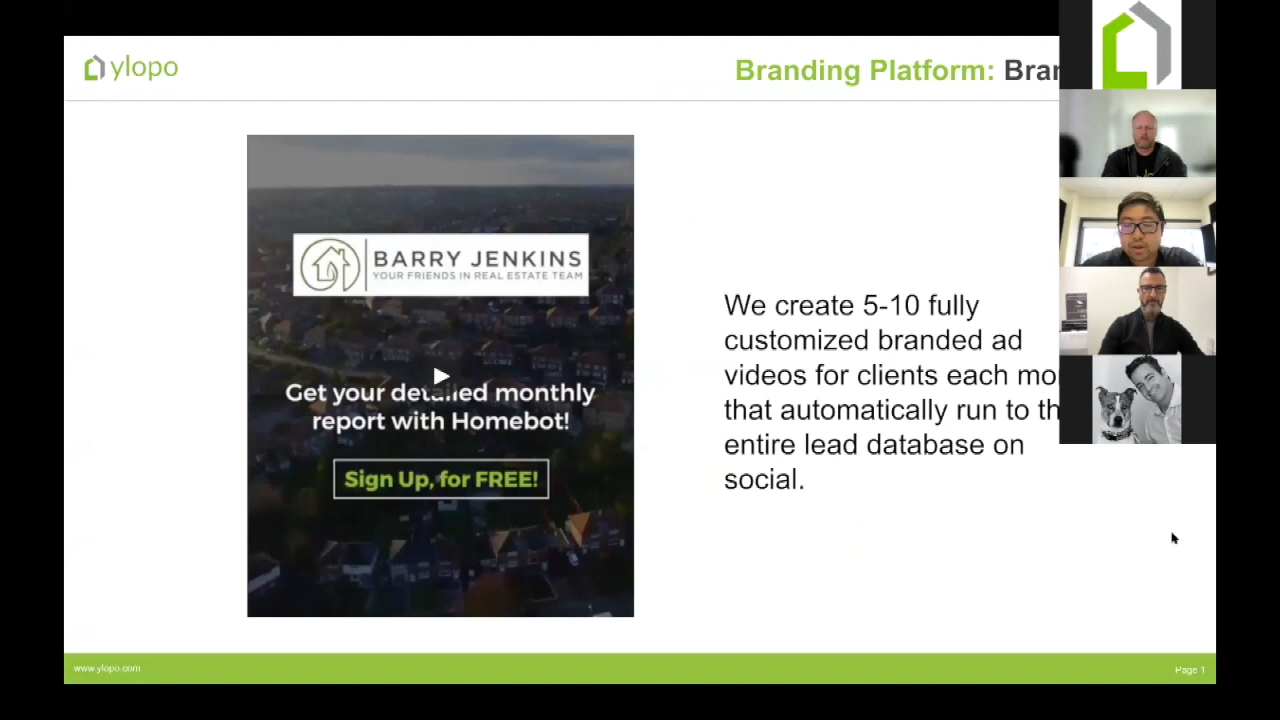 ylopo
Branding Platform: Bran
BARRY JENKINS
YOUR FRIENDS IN REAL ESTATE TEAM
Get your detailed monthly
report with Homebot!
Sign Up, for FREE!
We create 5-10 fully
customized branded ad
videos for clients each mo
that automatically run to th
entire lead database on
social.
www.ylopo.com
Page 1